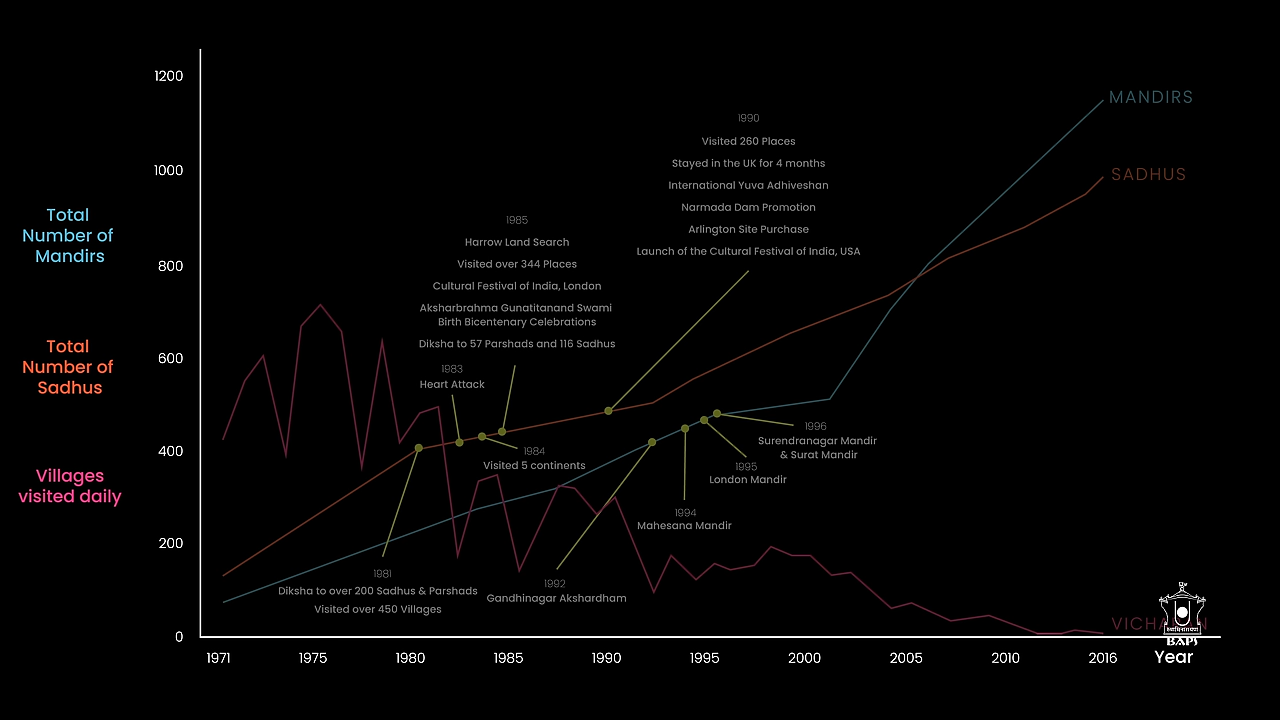 1200
1000
800
600
400
200
0
Total
Number of
Mandirs
Total
Number of
Sadhus
Villages
visited daily
MANDIRS
SADHUS
1990
Visited 260 Places
Stayed in the UK for 4 months
International Yuva Adhiveshan
Narmada Dam Promotion
Arlington Site Purchase
Launch of the Cultural Festival of India, USA
1985
Harrow Land Search
Visited over 344 Places
Cultural Festival of India, London
Aksharbrahma Gunatitanand Swami
Birth Bicentenary Celebrations
Diksha to 57 Parshads and 116 Sadhus
1983
Heart Attack
1984
Visited 5 continents
1996
Surendranagar Mandir
& Surat Mandir
1995
London Mandir
1994
Mahesana Mandir
1981
Diksha to over 200 Sadhus & Parshads
Visited over 450 Villages
1992
Gandhinagar Akshardham
BAPS
1971 1975 1980 1985 1990 1995 2000 2005 2010 2016 Year